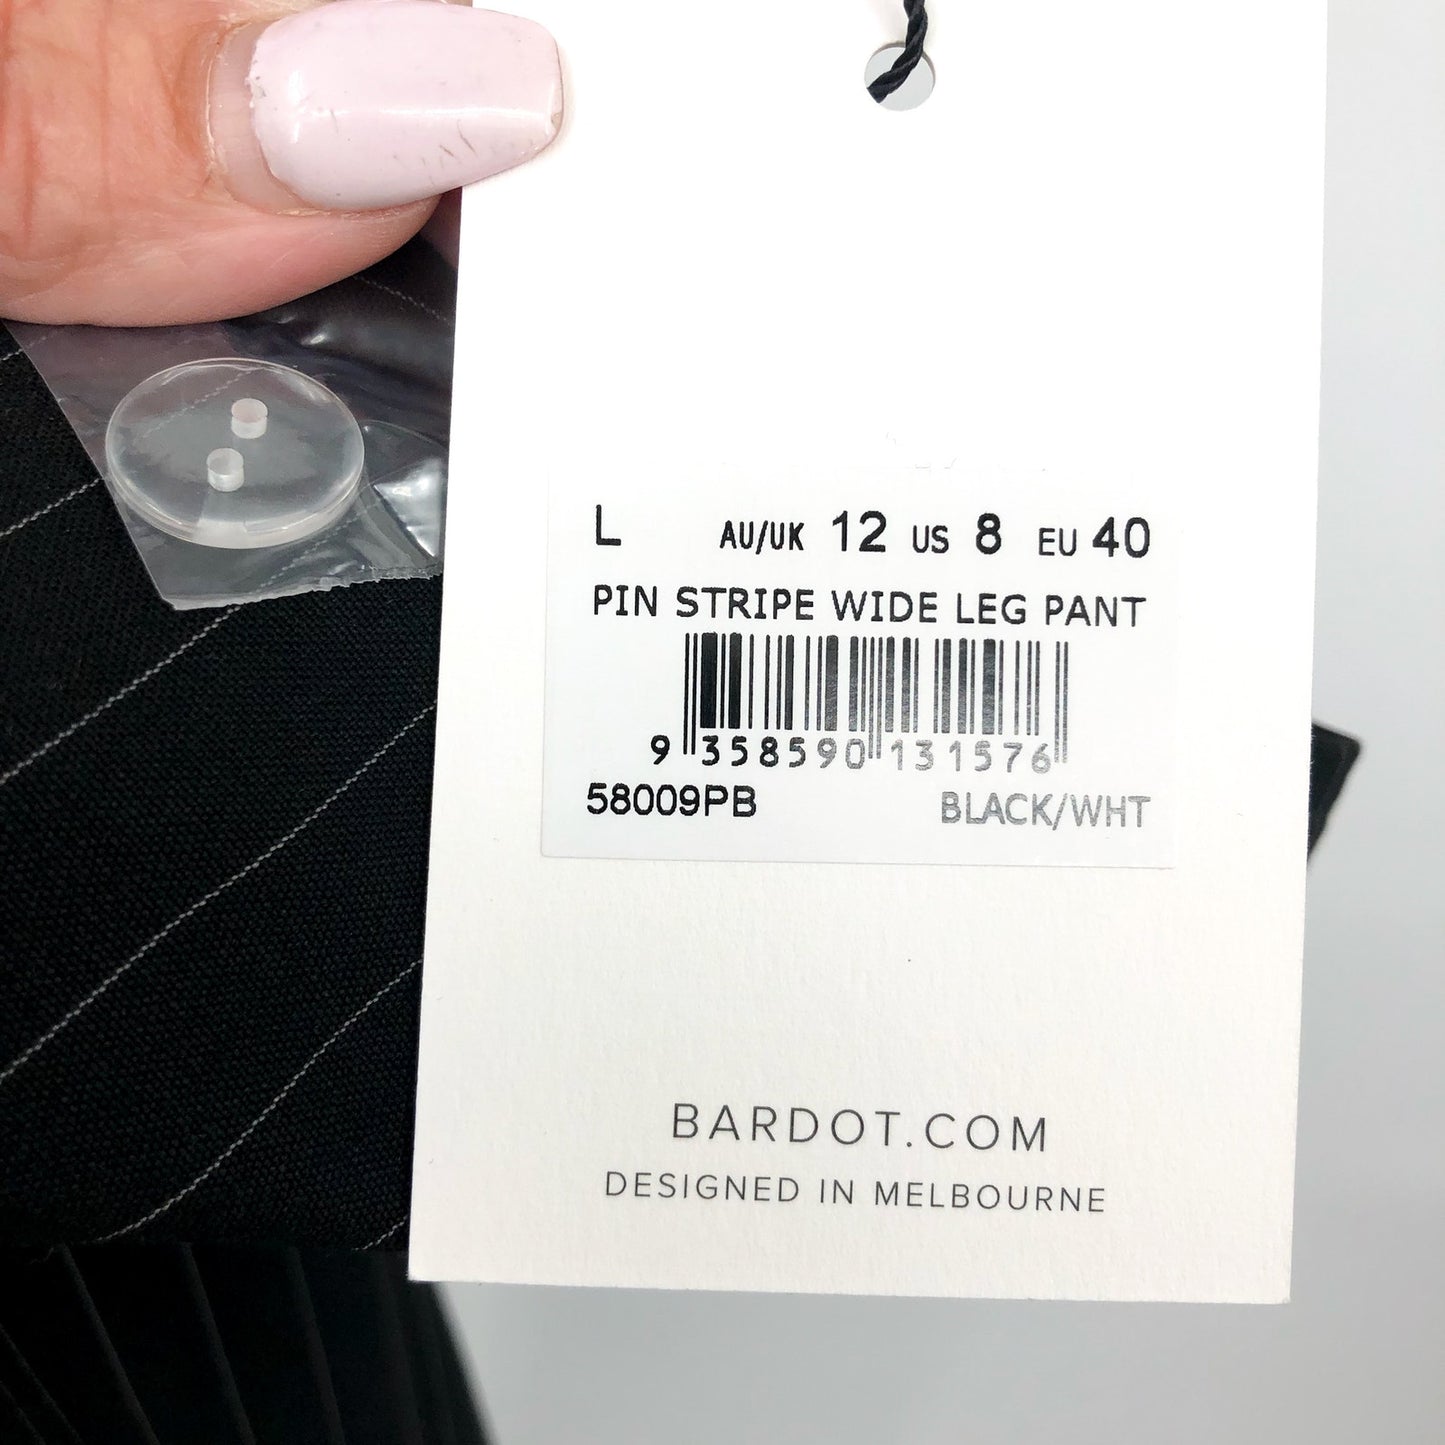 L AU/UK 12 US 8 EU 40
PIN STRIPE WIDE LEG PANT
9 358590 131576
58009PB BLACK/WHT
BARDOT.COM
DESIGNED IN MELBOURNE